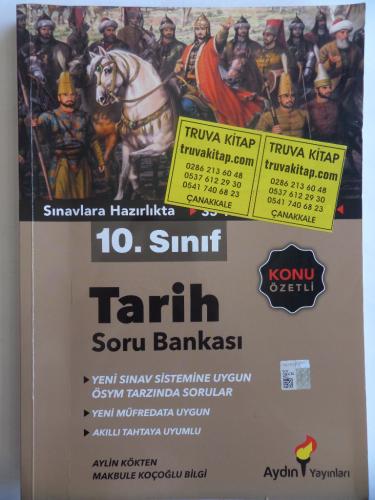 TRUVA KİTAP
truvakitap.com
0286 213 60 48
0537 612 29 30
0541 740 68 23
ÇANAKKALE
TRUVA KİTAP
truvakitap.com
0286 213 60 48
0537 612 29 30
0541 740 68 23
ÇANAKKALE
Sınavlara Hazırlıkta
10. Sınıf
KONU
ÖZETLİ
Tarih
Soru Bankası
YENİ SINAV SİSTEMİNE UYGUN
ÖSYM TARZINDA SORULAR
YENİ MÜFREDATA UYGUN
AKILLI TAHTAYA UYUMLU
AYLİN KÖKTEN
MAKBULE KOÇOĞLU BİLGİ
Aydın Yayınları